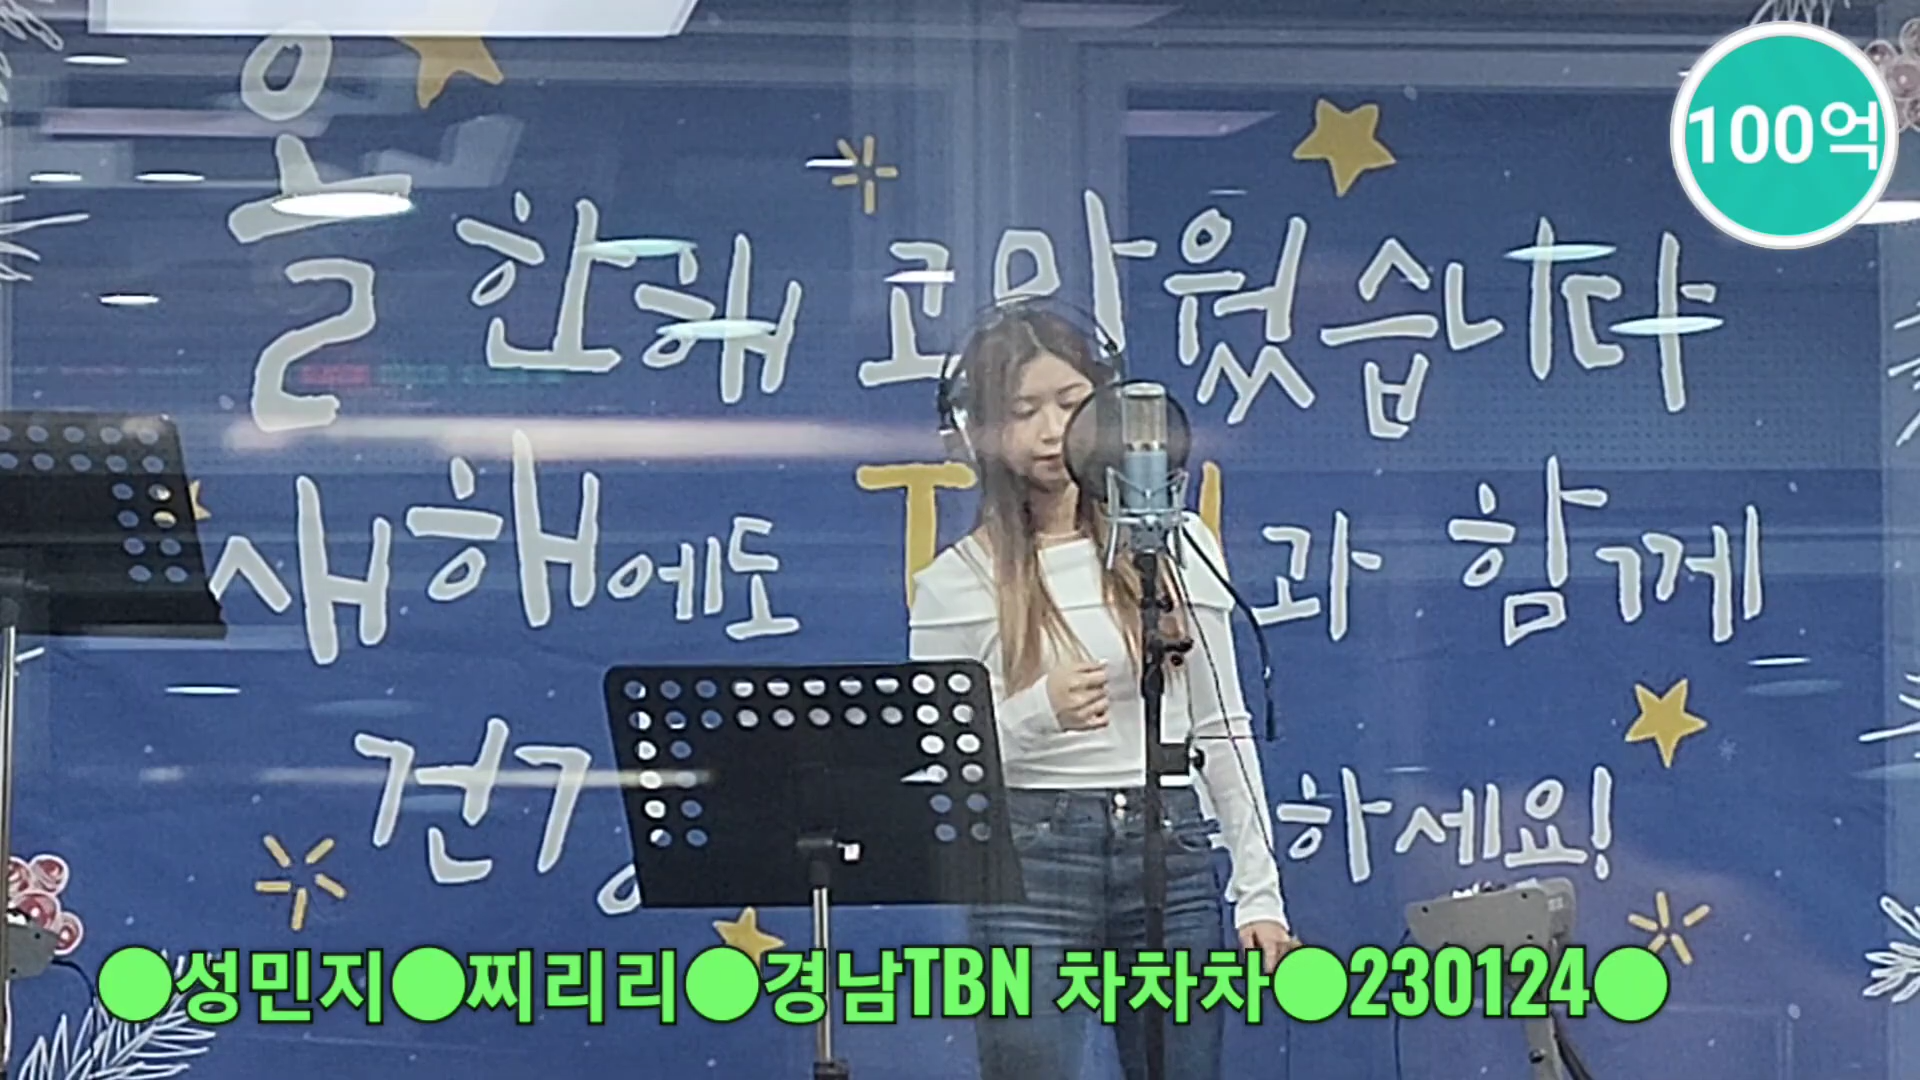 100억
올 한해 고마웠습니다
새해에도 과 함께
하세요!
●성민지●찌리리●경남TBN 차차차●230124●